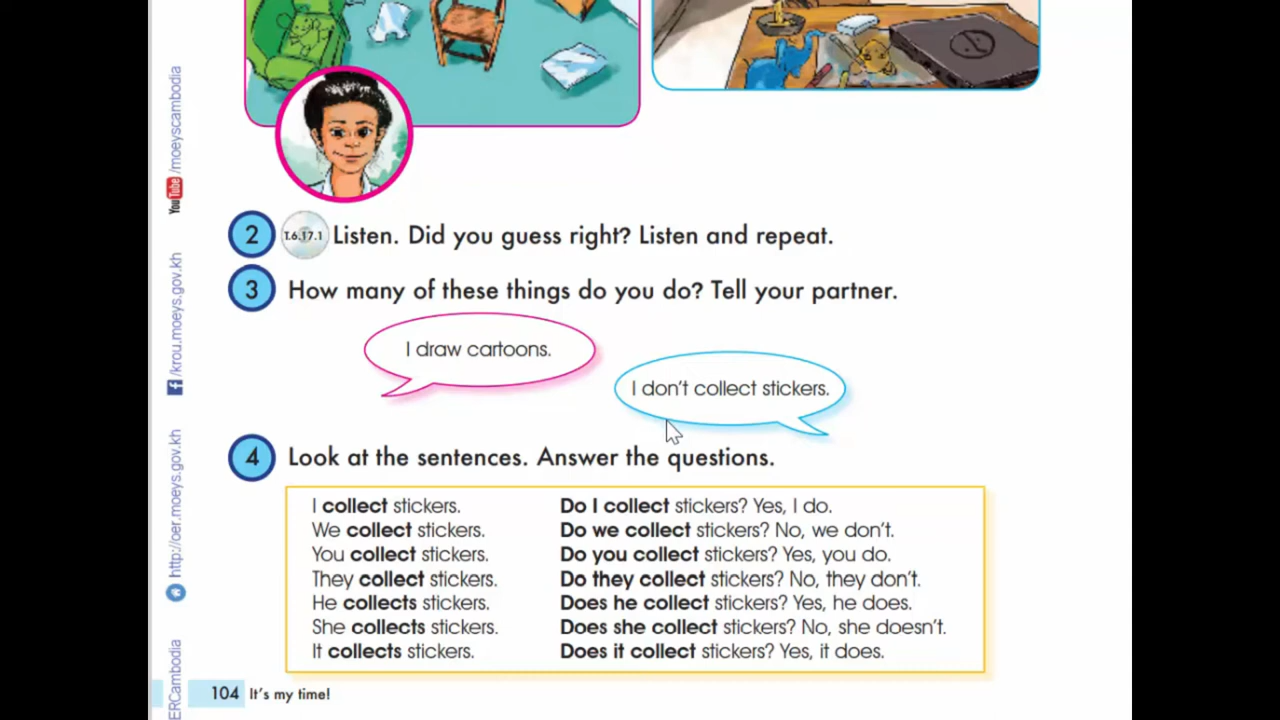 YouTube /moeyscambodia
f /krou.moeys.gov.kh
http://oer.moeys.gov.kh
ERCambodia
2 T.6.17.1 Listen. Did you guess right? Listen and repeat.
3 How many of these things do you do? Tell your partner.
I draw cartoons.
I don't collect stickers.
4 Look at the sentences. Answer the questions.
I collect stickers. Do I collect stickers? Yes, I do.
We collect stickers. Do we collect stickers? No, we don't.
You collect stickers. Do you collect stickers? Yes, you do.
They collect stickers. Do they collect stickers? No, they don't.
He collects stickers. Does he collect stickers? Yes, he does.
She collects stickers. Does she collect stickers? No, she doesn't.
It collects stickers. Does it collect stickers? Yes, it does.
104 It's my time!